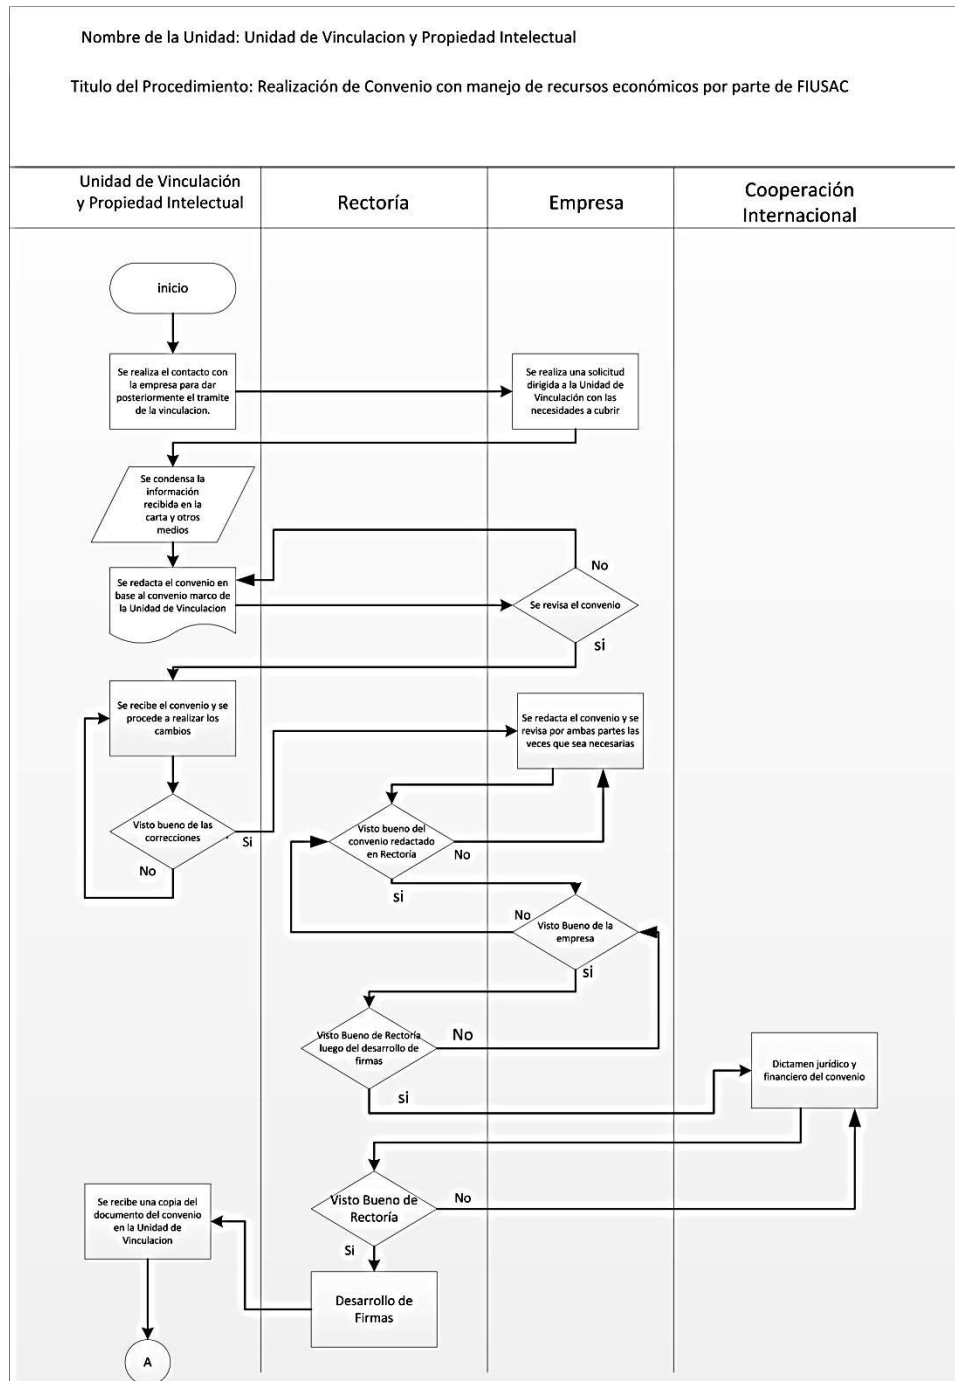 Nombre de la Unidad: Unidad de Vinculacion y Propiedad Intelectual
Titulo del Procedimiento: Realización de Convenio con manejo de recursos económicos por parte de FIUSAC
Unidad de Vinculación
y Propiedad Intelectual
Rectoría
Empresa
Cooperación
Internacional
inicio
Se realiza el contacto con
la empresa para dar
posteriormente el tramite
de la vinculacion.
Se realiza una solicitud
dirigida a la Unidad de
Vinculación con las
necesidades a cubrir
Se condensa la
información
recibida en la
carta y otros
medios
No
Se redacta el convenio en
base al convenio marco de
la Unidad de Vinculacion
Se revisa el convenio
si
Se recibe el convenio y se
procede a realizar los
cambios
Se redacta el convenio y se
revisa por ambas partes las
veces que sea necesarias
Visto bueno de las
correcciones
Si
No
Visto bueno del
convenio redactado
en Rectoría
No
si
No
Visto Bueno de la
empresa
si
Visto Bueno de Rectoría
luego del desarrollo de
firmas
No
si
Dictamen jurídico y
financiero del convenio
Visto Bueno de
Rectoría
No
Si
Se recibe una copia del
documento del convenio
en la Unidad de
Vinculacion
Desarrollo de
Firmas
A